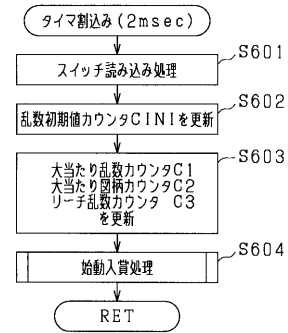 タイマ割込み(2msec)
スイッチ読み込み処理
S601
乱数初期値カウンタCINIを更新
S602
大当たり乱数カウンタC1
大当たり図柄カウンタC2
リーチ乱数カウンタ C3
を更新
S603
始動入賞処理
S604
RET